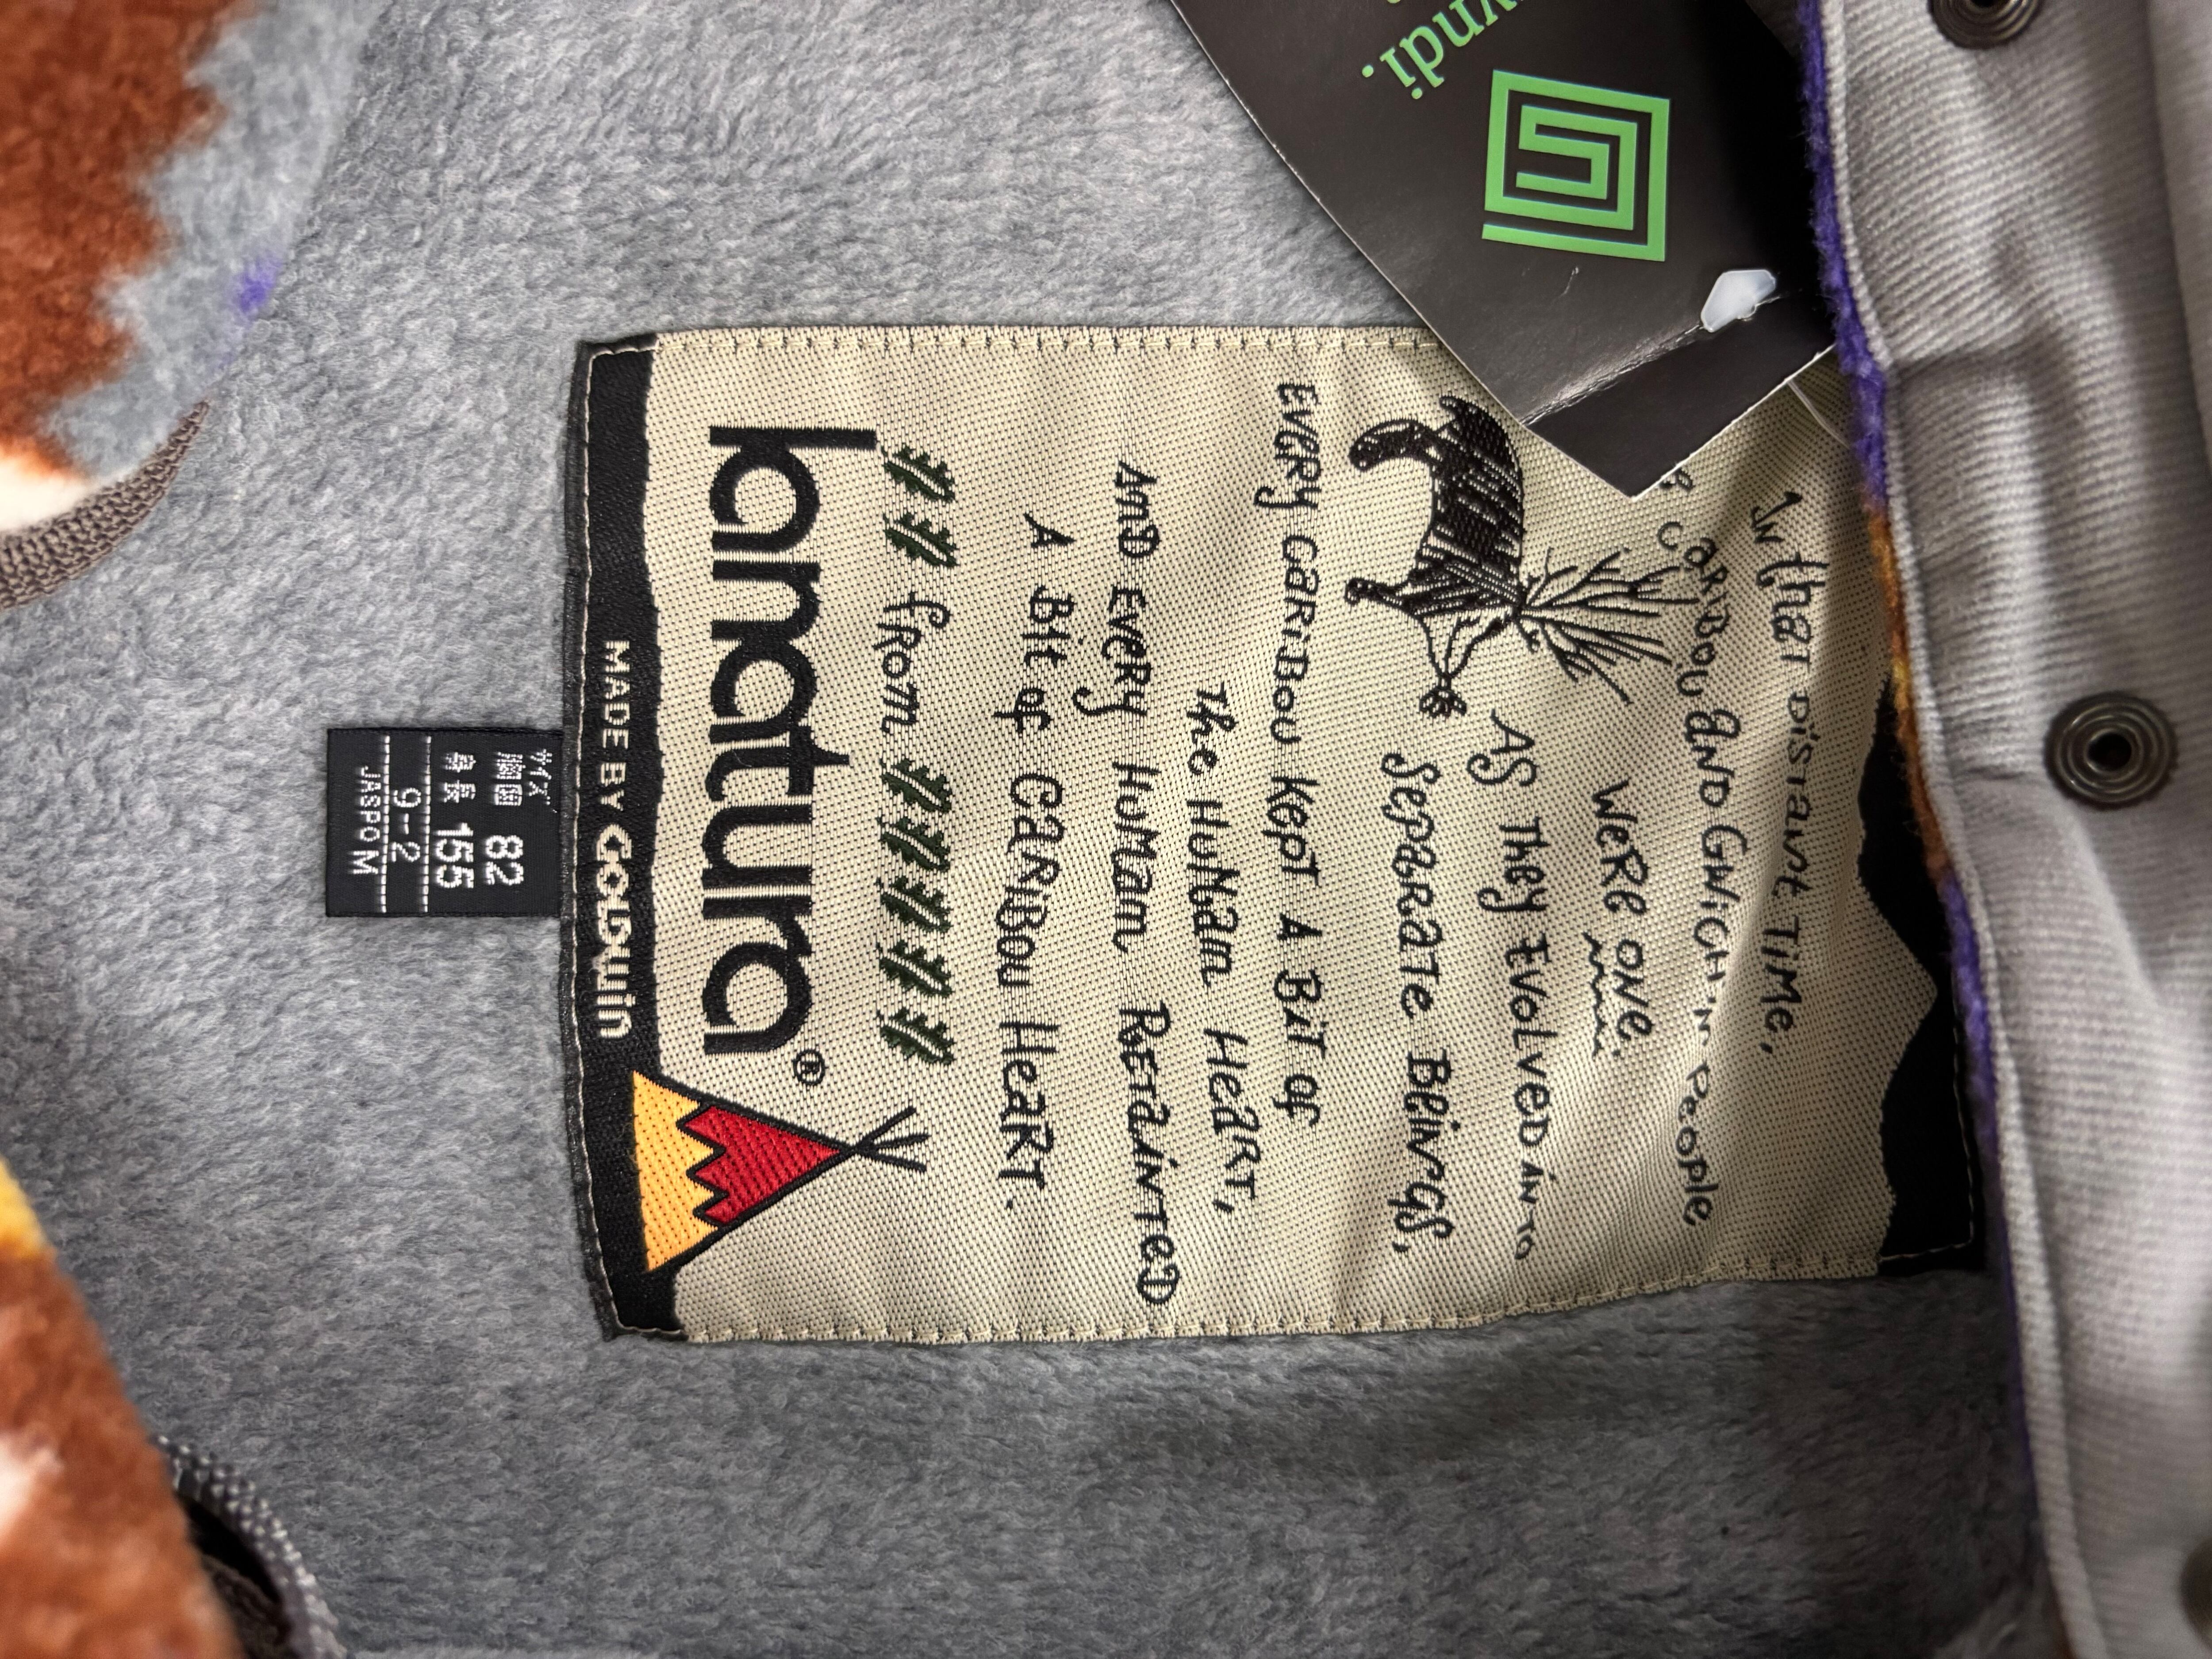 yndi.
In that distant time,
caribou and Gwich'in People
were one.
As they evolved into
separate beings,
every caribou kept a bit of
the human heart,
and every human retainted
a bit of caribou heart.
from
kanatura®
MADE BY GOLDWIN
サイズ
胸囲 82
身長 155
9-2
JASPO M